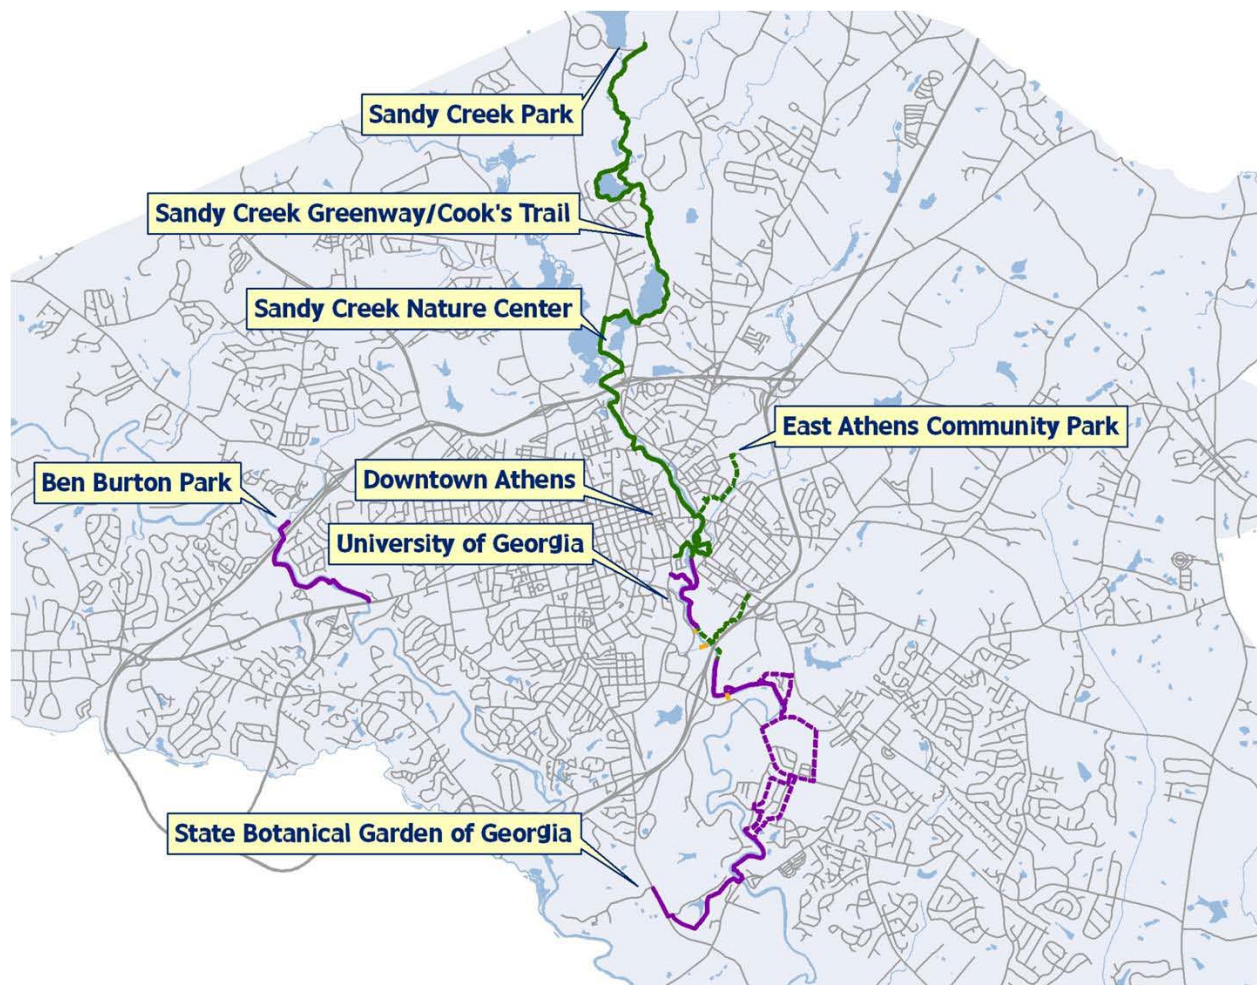 Sandy Creek Park
Sandy Creek Greenway/Cook's Trail
Sandy Creek Nature Center
East Athens Community Park
Ben Burton Park
Downtown Athens
University of Georgia
State Botanical Garden of Georgia